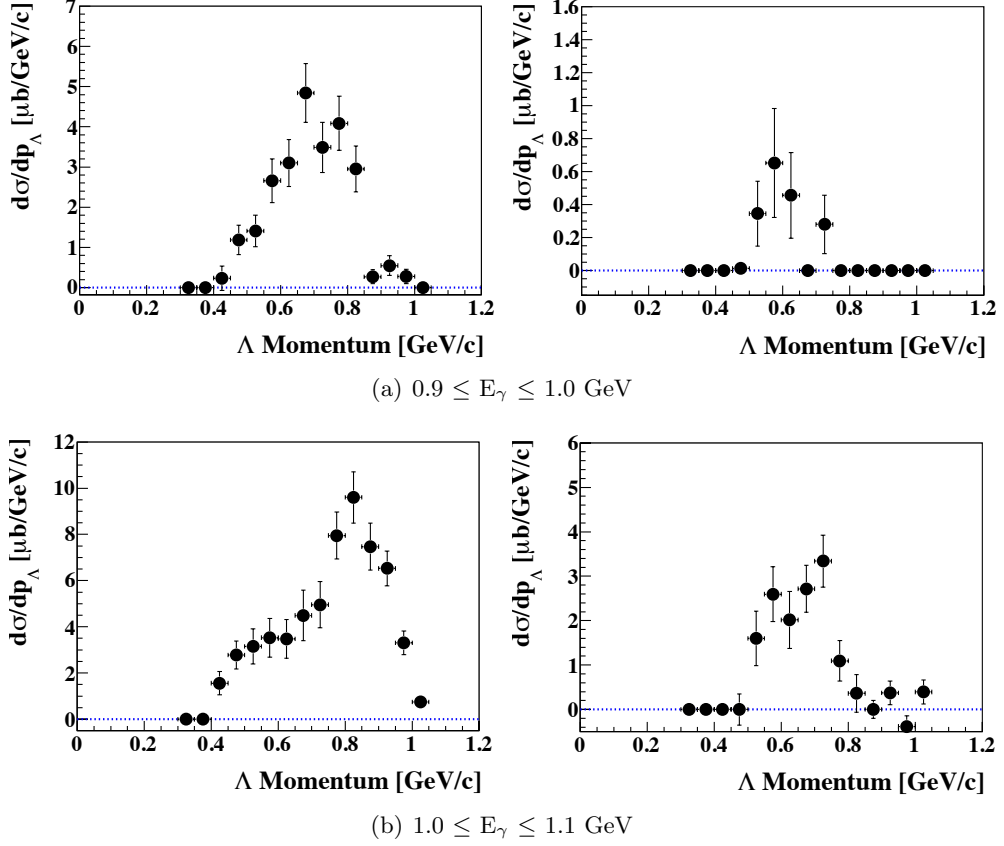 7
6
5
4
3
2
1
0
dσ/dp_Λ [μb/GeV/c]
0 0.2 0.4 0.6 0.8 1 1.2
Λ Momentum [GeV/c]
1.6
1.4
1.2
1
0.8
0.6
0.4
0.2
0
dσ/dp_Λ [μb/GeV/c]
0 0.2 0.4 0.6 0.8 1 1.2
Λ Momentum [GeV/c]
(a) 0.9 ≤ E_γ ≤ 1.0 GeV
12
10
8
6
4
2
0
dσ/dp_Λ [μb/GeV/c]
0 0.2 0.4 0.6 0.8 1 1.2
Λ Momentum [GeV/c]
6
5
4
3
2
1
0
dσ/dp_Λ [μb/GeV/c]
0 0.2 0.4 0.6 0.8 1 1.2
Λ Momentum [GeV/c]
(b) 1.0 ≤ E_γ ≤ 1.1 GeV